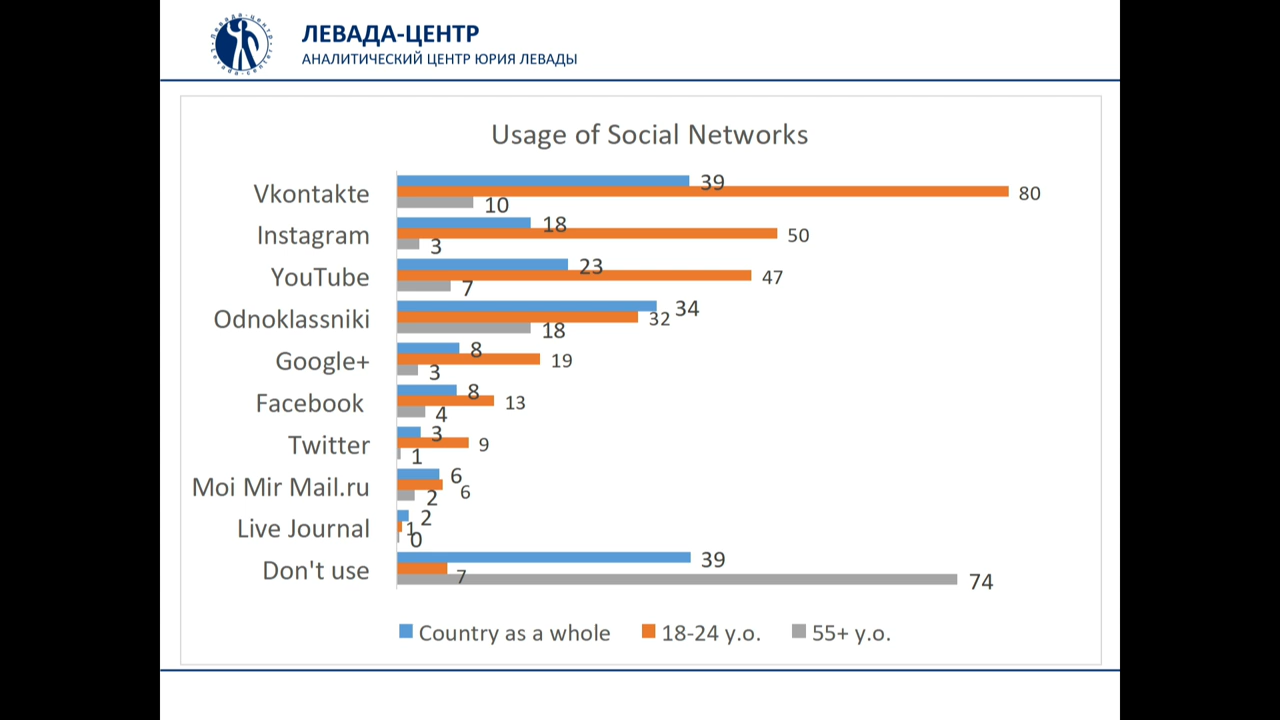 ЛЕВАДА-ЦЕНТР
АНАЛИТИЧЕСКИЙ ЦЕНТР ЮРИЯ ЛЕВАДЫ
Usage of Social Networks
Vkontakte 39 80 10
Instagram 18 50 3
YouTube 23 47 7
Odnoklassniki 34 32 18
Google+ 8 19 3
Facebook 8 13 4
Twitter 3 9 1
Moi Mir Mail.ru 6 6 2
Live Journal 2 1 0
Don't use 39 7 74
Country as a whole 18-24 y.o. 55+ y.o.